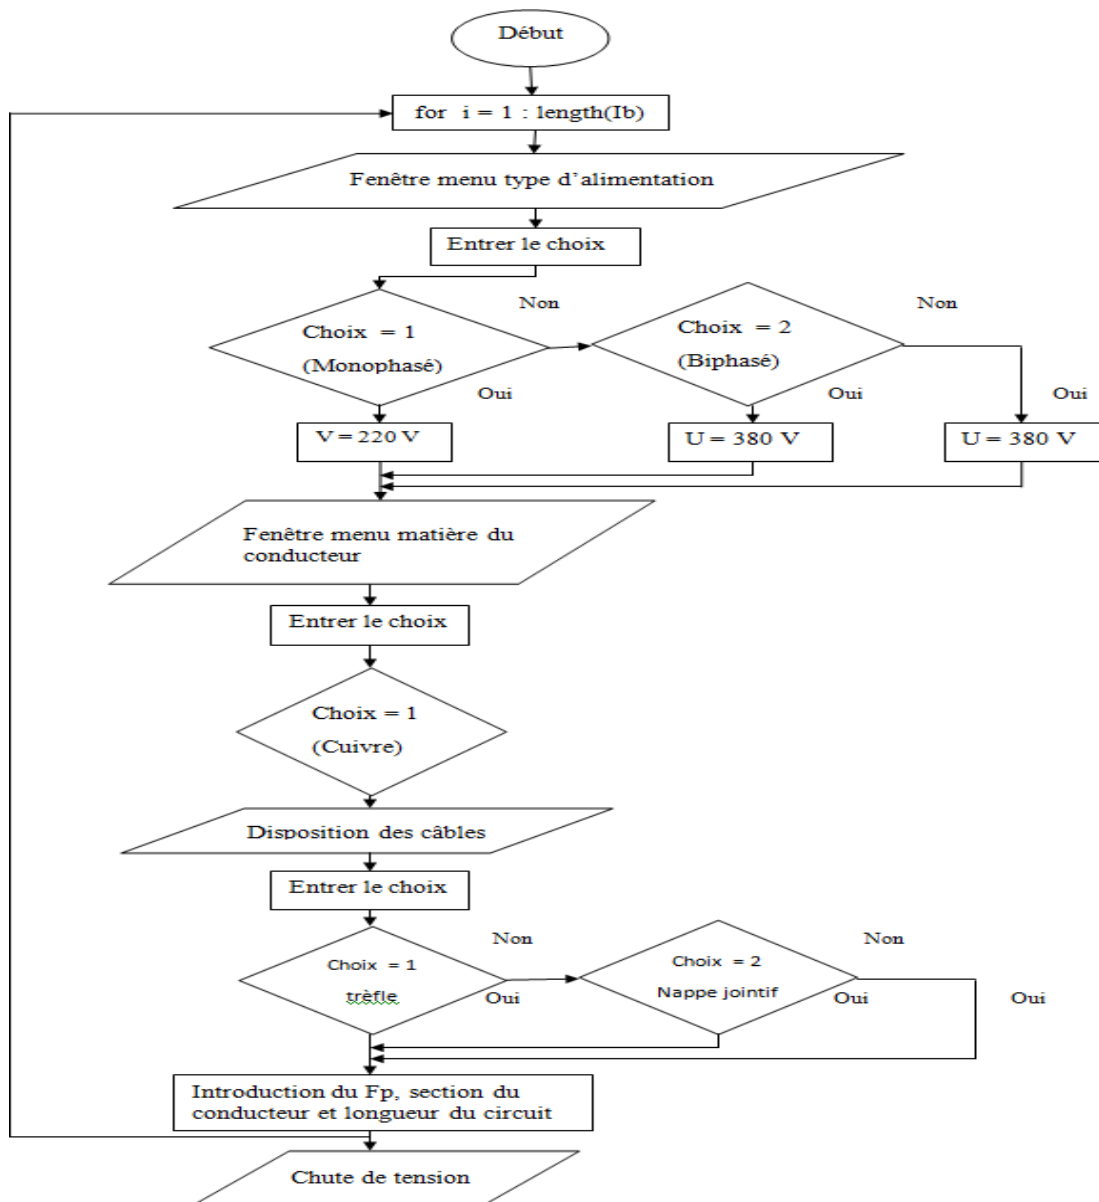 Début
for i = 1 : length(Ib)
Fenêtre menu type d’alimentation
Entrer le choix
Non
Non
Choix = 1
(Monophasé)
Choix = 2
(Biphasé)
Oui
Oui
Oui
V = 220 V
U = 380 V
U = 380 V
Fenêtre menu matière du
conducteur
Entrer le choix
Choix = 1
(Cuivre)
Disposition des câbles
Entrer le choix
Non
Non
Choix = 1
trèfle
Choix = 2
Nappe jointif
Oui
Oui
Oui
Introduction du Fp, section du
conducteur et longueur du circuit
Chute de tension